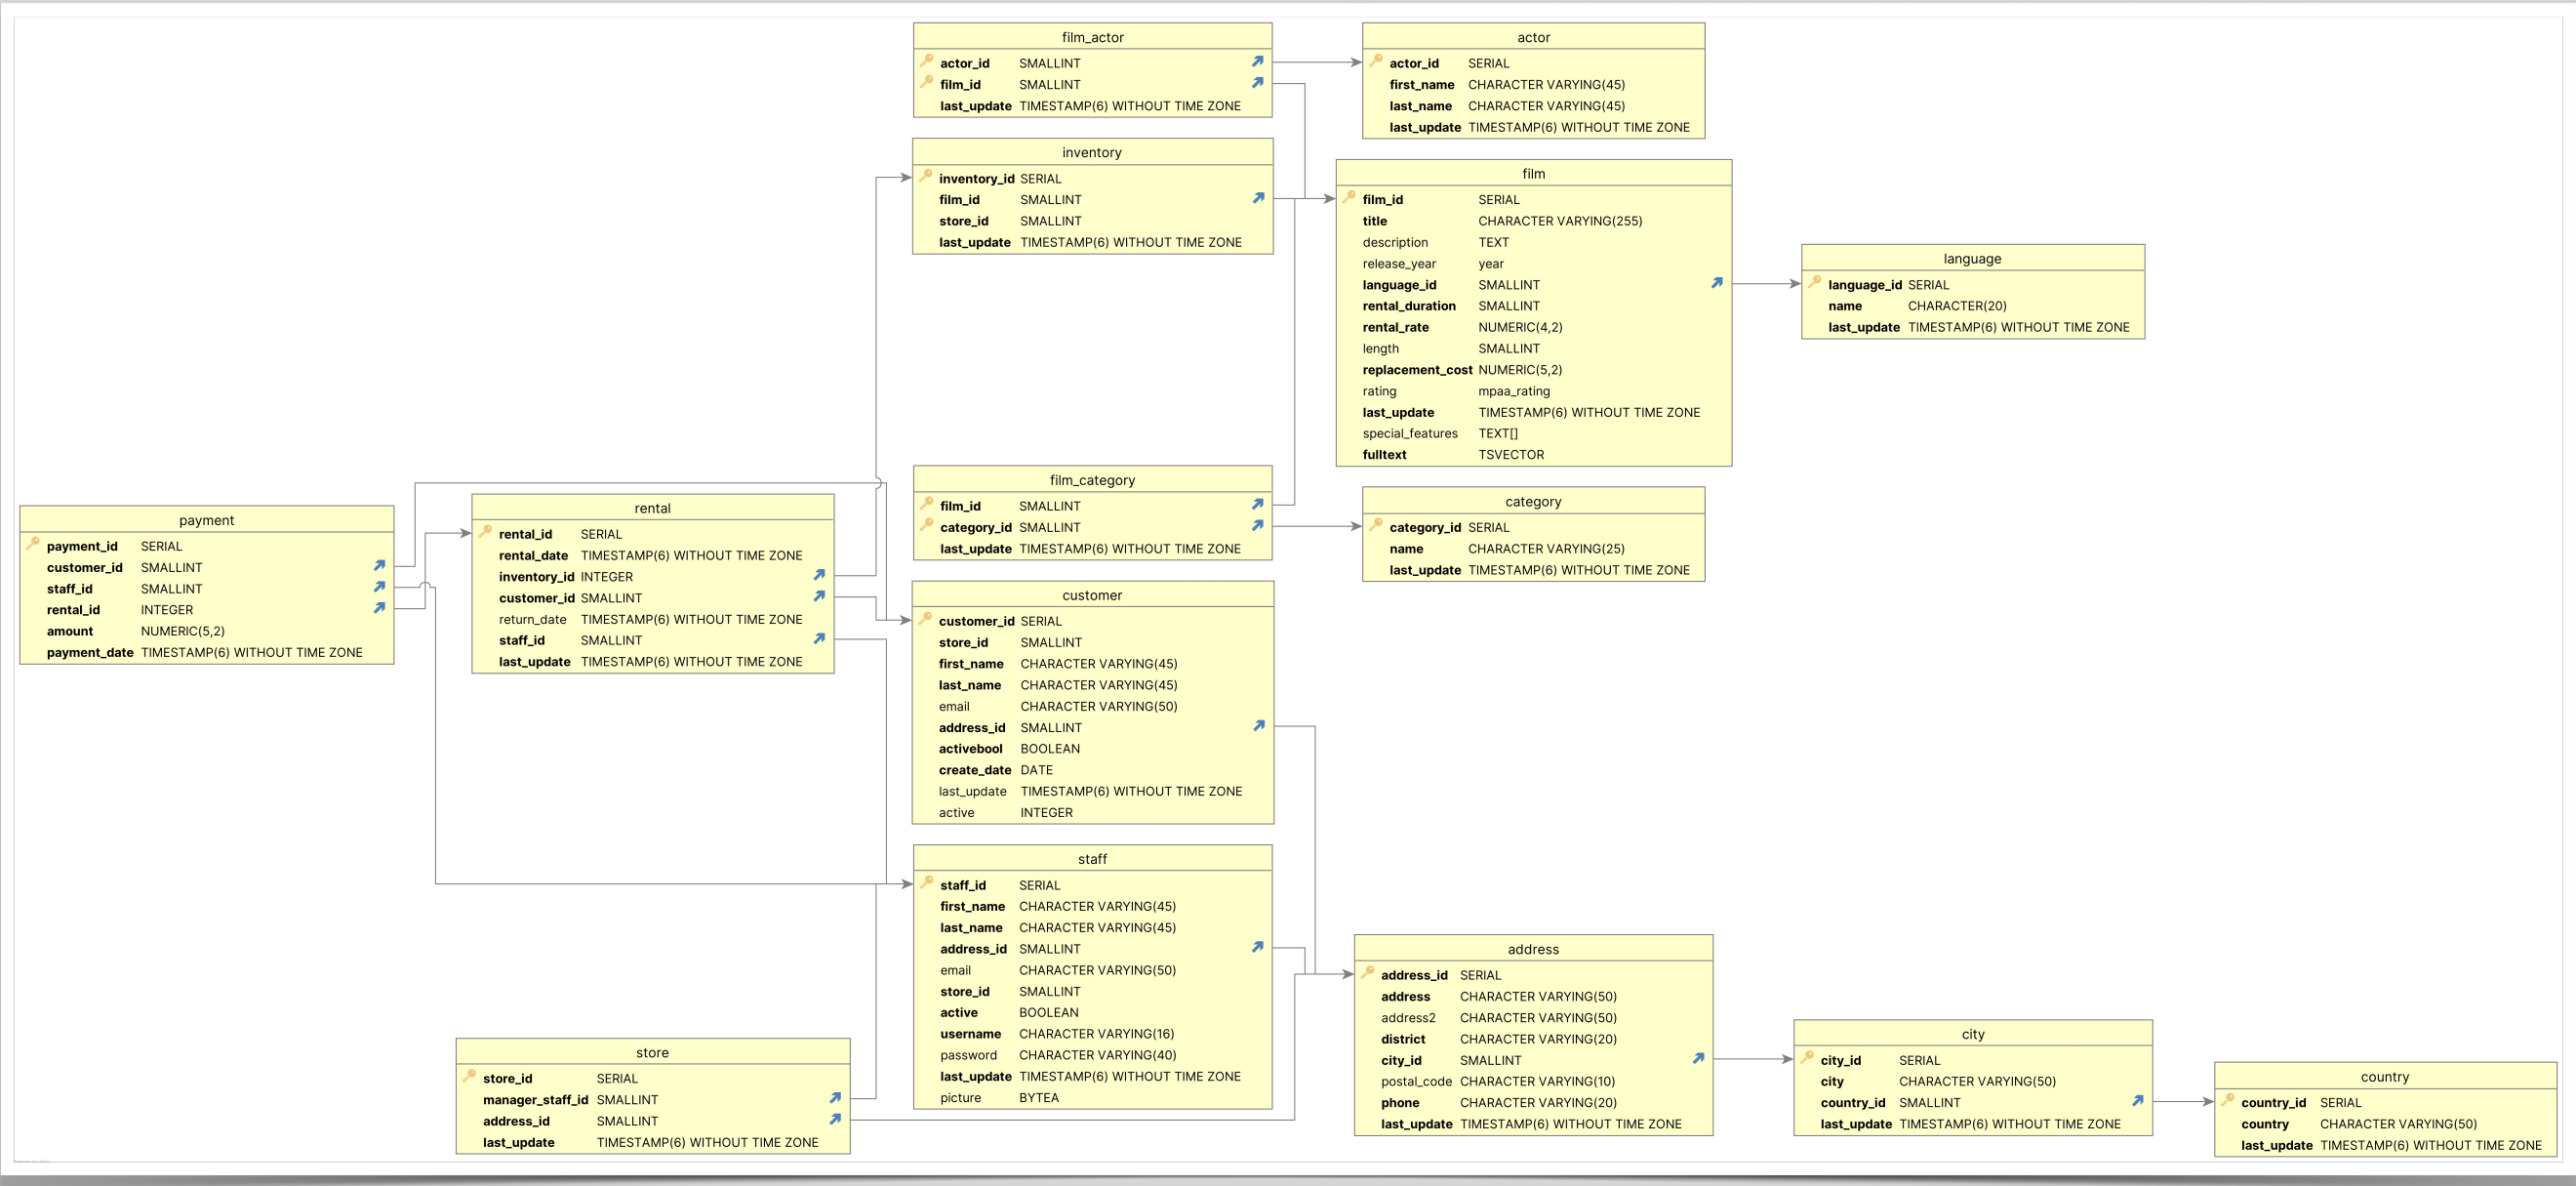 film_actor
actor_id SMALLINT
film_id SMALLINT
last_update TIMESTAMP(6) WITHOUT TIME ZONE
actor
actor_id SERIAL
first_name CHARACTER VARYING(45)
last_name CHARACTER VARYING(45)
last_update TIMESTAMP(6) WITHOUT TIME ZONE
inventory
inventory_id SERIAL
film_id SMALLINT
store_id SMALLINT
last_update TIMESTAMP(6) WITHOUT TIME ZONE
film
film_id SERIAL
title CHARACTER VARYING(255)
description TEXT
release_year year
language_id SMALLINT
rental_duration SMALLINT
rental_rate NUMERIC(4,2)
length SMALLINT
replacement_cost NUMERIC(5,2)
rating mpaa_rating
last_update TIMESTAMP(6) WITHOUT TIME ZONE
special_features TEXT[]
fulltext TSVECTOR
language
language_id SERIAL
name CHARACTER(20)
last_update TIMESTAMP(6) WITHOUT TIME ZONE
payment
payment_id SERIAL
customer_id SMALLINT
staff_id SMALLINT
rental_id INTEGER
amount NUMERIC(5,2)
payment_date TIMESTAMP(6) WITHOUT TIME ZONE
rental
rental_id SERIAL
rental_date TIMESTAMP(6) WITHOUT TIME ZONE
inventory_id INTEGER
customer_id SMALLINT
return_date TIMESTAMP(6) WITHOUT TIME ZONE
staff_id SMALLINT
last_update TIMESTAMP(6) WITHOUT TIME ZONE
film_category
film_id SMALLINT
category_id SMALLINT
last_update TIMESTAMP(6) WITHOUT TIME ZONE
category
category_id SERIAL
name CHARACTER VARYING(25)
last_update TIMESTAMP(6) WITHOUT TIME ZONE
customer
customer_id SERIAL
store_id SMALLINT
first_name CHARACTER VARYING(45)
last_name CHARACTER VARYING(45)
email CHARACTER VARYING(50)
address_id SMALLINT
activebool BOOLEAN
create_date DATE
last_update TIMESTAMP(6) WITHOUT TIME ZONE
active INTEGER
staff
staff_id SERIAL
first_name CHARACTER VARYING(45)
last_name CHARACTER VARYING(45)
address_id SMALLINT
email CHARACTER VARYING(50)
store_id SMALLINT
active BOOLEAN
username CHARACTER VARYING(16)
password CHARACTER VARYING(40)
last_update TIMESTAMP(6) WITHOUT TIME ZONE
picture BYTEA
store
store_id SERIAL
manager_staff_id SMALLINT
address_id SMALLINT
last_update TIMESTAMP(6) WITHOUT TIME ZONE
address
address_id SERIAL
address CHARACTER VARYING(50)
address2 CHARACTER VARYING(50)
district CHARACTER VARYING(20)
city_id SMALLINT
postal_code CHARACTER VARYING(10)
phone CHARACTER VARYING(20)
last_update TIMESTAMP(6) WITHOUT TIME ZONE
city
city_id SERIAL
city CHARACTER VARYING(50)
country_id SMALLINT
last_update TIMESTAMP(6) WITHOUT TIME ZONE
country
country_id SERIAL
country CHARACTER VARYING(50)
last_update TIMESTAMP(6) WITHOUT TIME ZONE